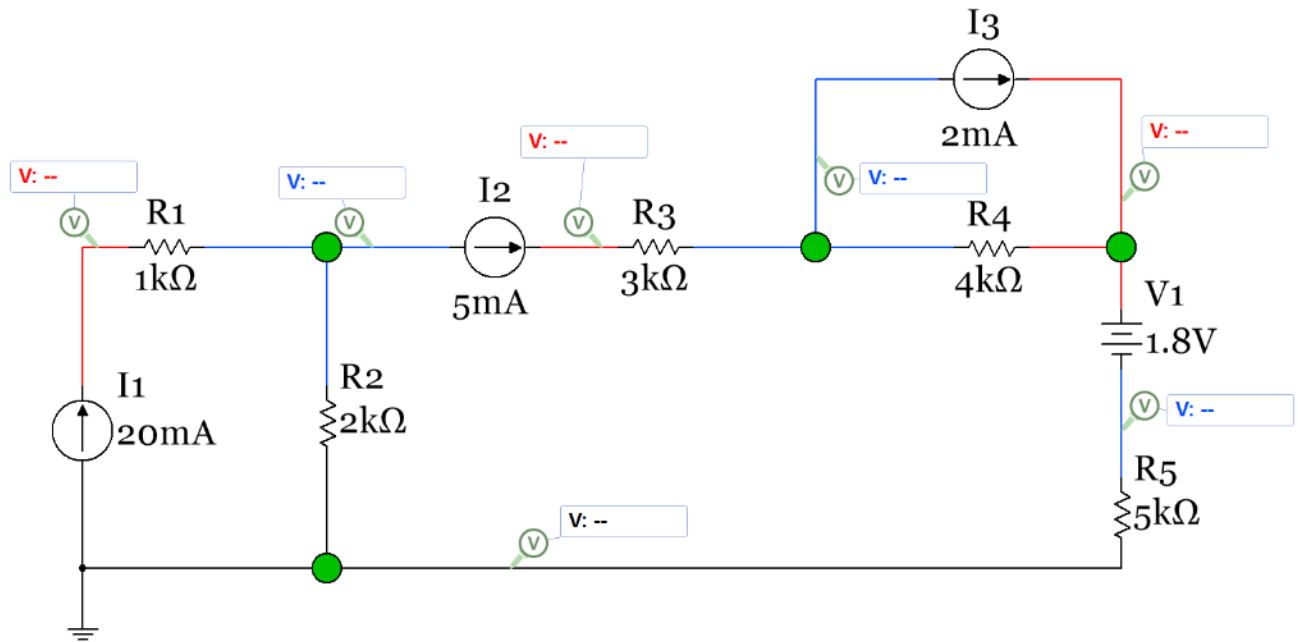 I3
2mA
V: --
V: --
V: --
V: --
V: --
I2
5mA
R1
1kΩ
R3
3kΩ
R4
4kΩ
V1
1.8V
I1
20mA
R2
2kΩ
V: --
R5
5kΩ
V: --
V
V
V
V
V
V
V